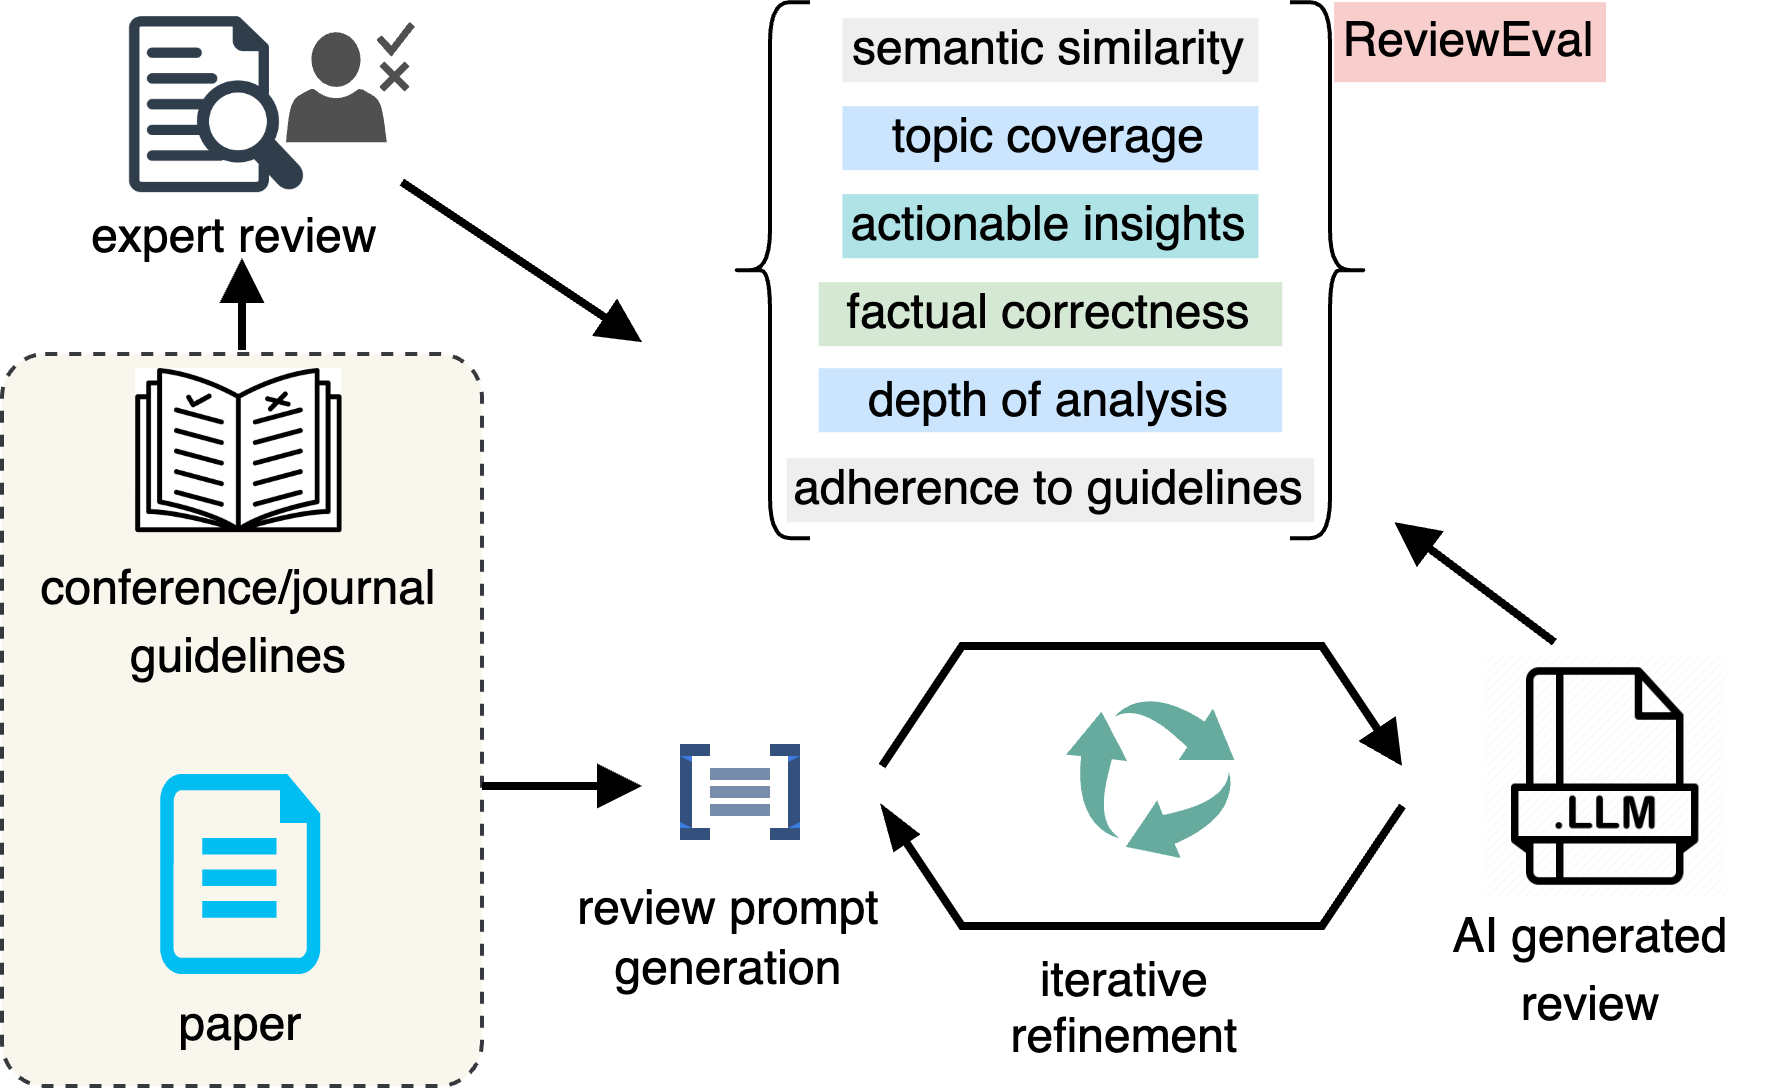 expert review
semantic similarity
topic coverage
actionable insights
factual correctness
depth of analysis
adherence to guidelines
ReviewEval
conference/journal
guidelines
paper
review prompt
generation
iterative
refinement
.LLM
AI generated
review